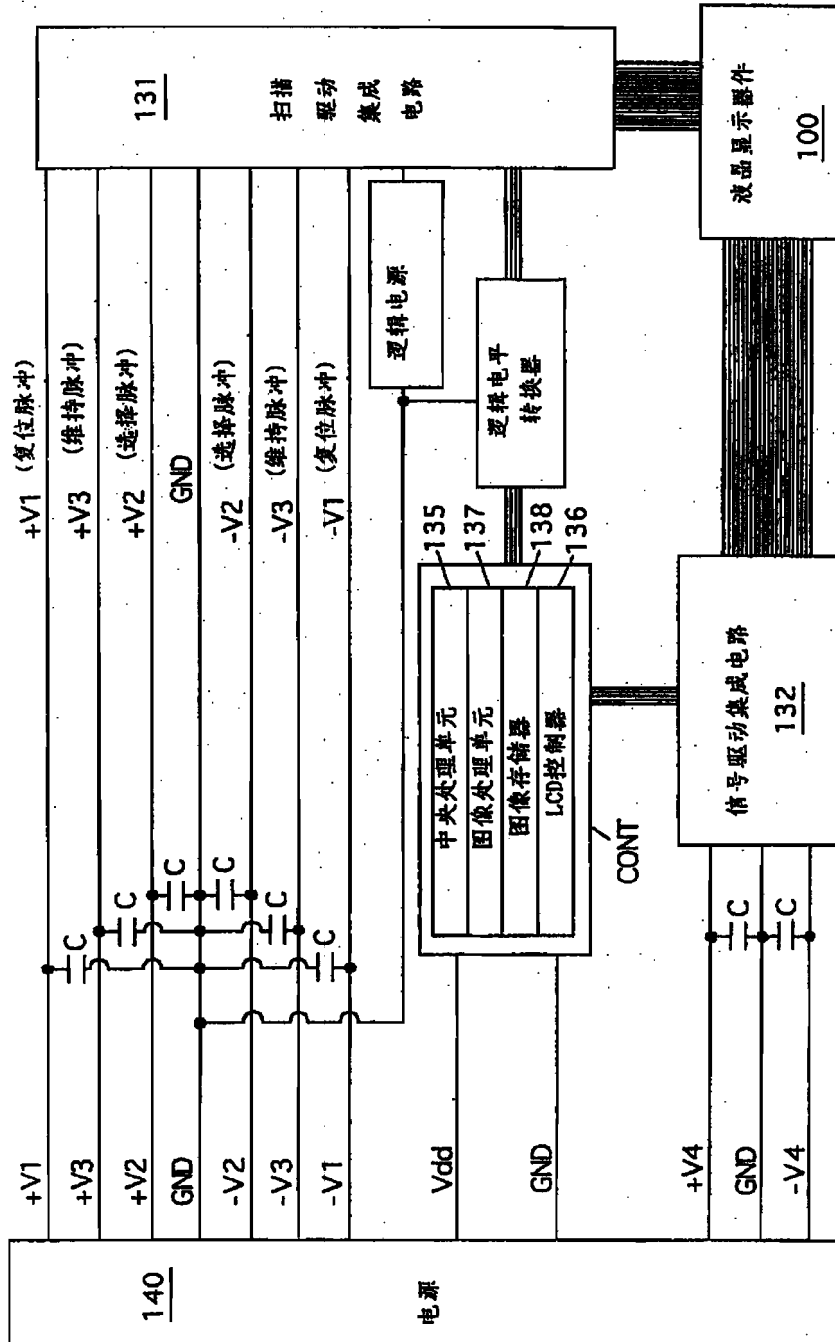 140
电源
+V1
+V3
+V2
GND
-V2
-V3
-V1
Vdd
GND
+V4
GND
-V4
C
C
C
C
C
C
C
C
+V1 (复位脉冲)
+V3 (维持脉冲)
+V2 (选择脉冲)
GND
-V2 (选择脉冲)
-V3 (维持脉冲)
-V1 (复位脉冲)
131
扫描
驱动
集成
电路
逻辑电源
逻辑电平
转换器
中央处理单元
图像处理单元
图像存储器
LCD控制器
135
137
138
136
CONT
信号驱动集成电路
132
液晶显示器件
100